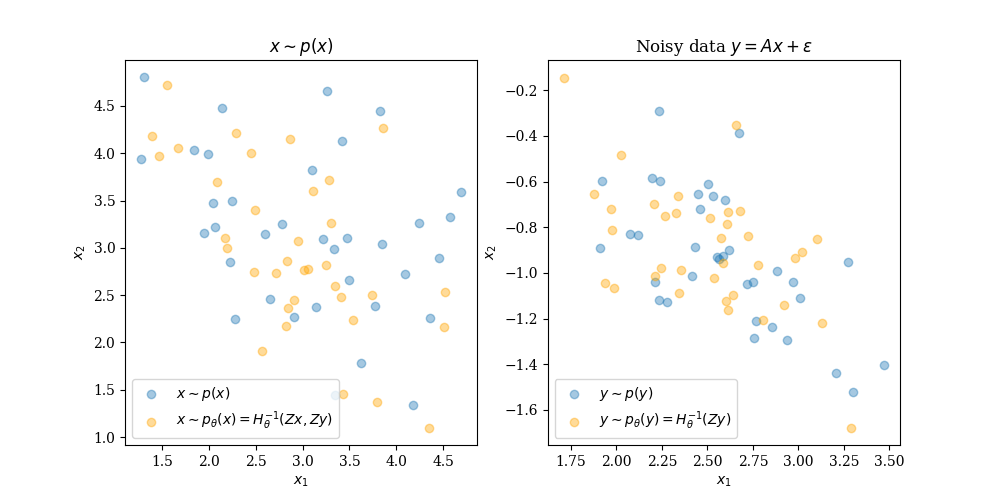 x ~ p(x)
4.5
4.0
3.5
3.0
2.5
2.0
1.5
1.0
x₂
x ~ p(x)
x ~ p_θ(x) = H_θ⁻¹(Zx, Zy)
1.5 2.0 2.5 3.0 3.5 4.0 4.5
x₁
Noisy data y = Ax + ε
−0.2
−0.4
−0.6
−0.8
−1.0
−1.2
−1.4
−1.6
x₂
y ~ p(y)
y ~ p_θ(y) = H_θ⁻¹(Zy)
1.75 2.00 2.25 2.50 2.75 3.00 3.25 3.50
x₁